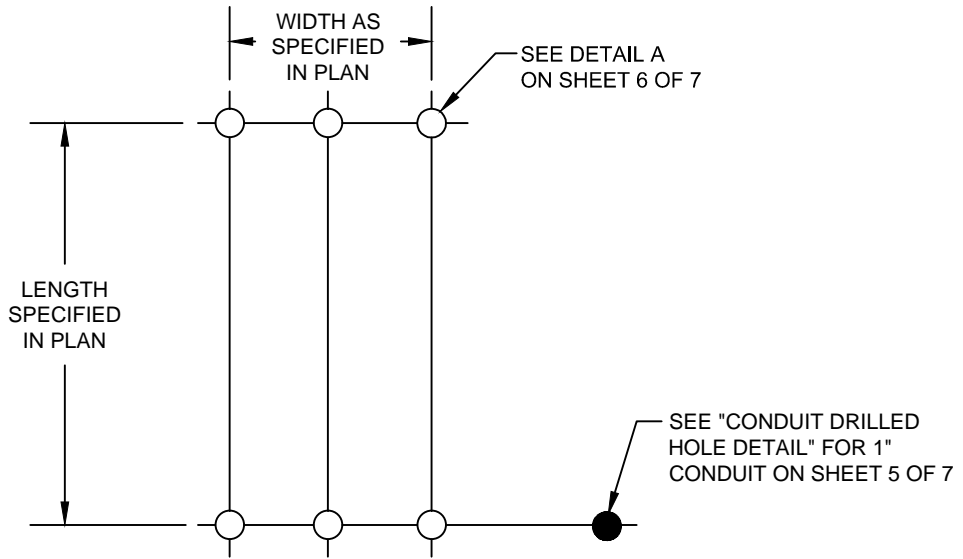 WIDTH AS
SPECIFIED
IN PLAN
SEE DETAIL A
ON SHEET 6 OF 7
LENGTH
SPECIFIED
IN PLAN
SEE "CONDUIT DRILLED
HOLE DETAIL" FOR 1"
CONDUIT ON SHEET 5 OF 7